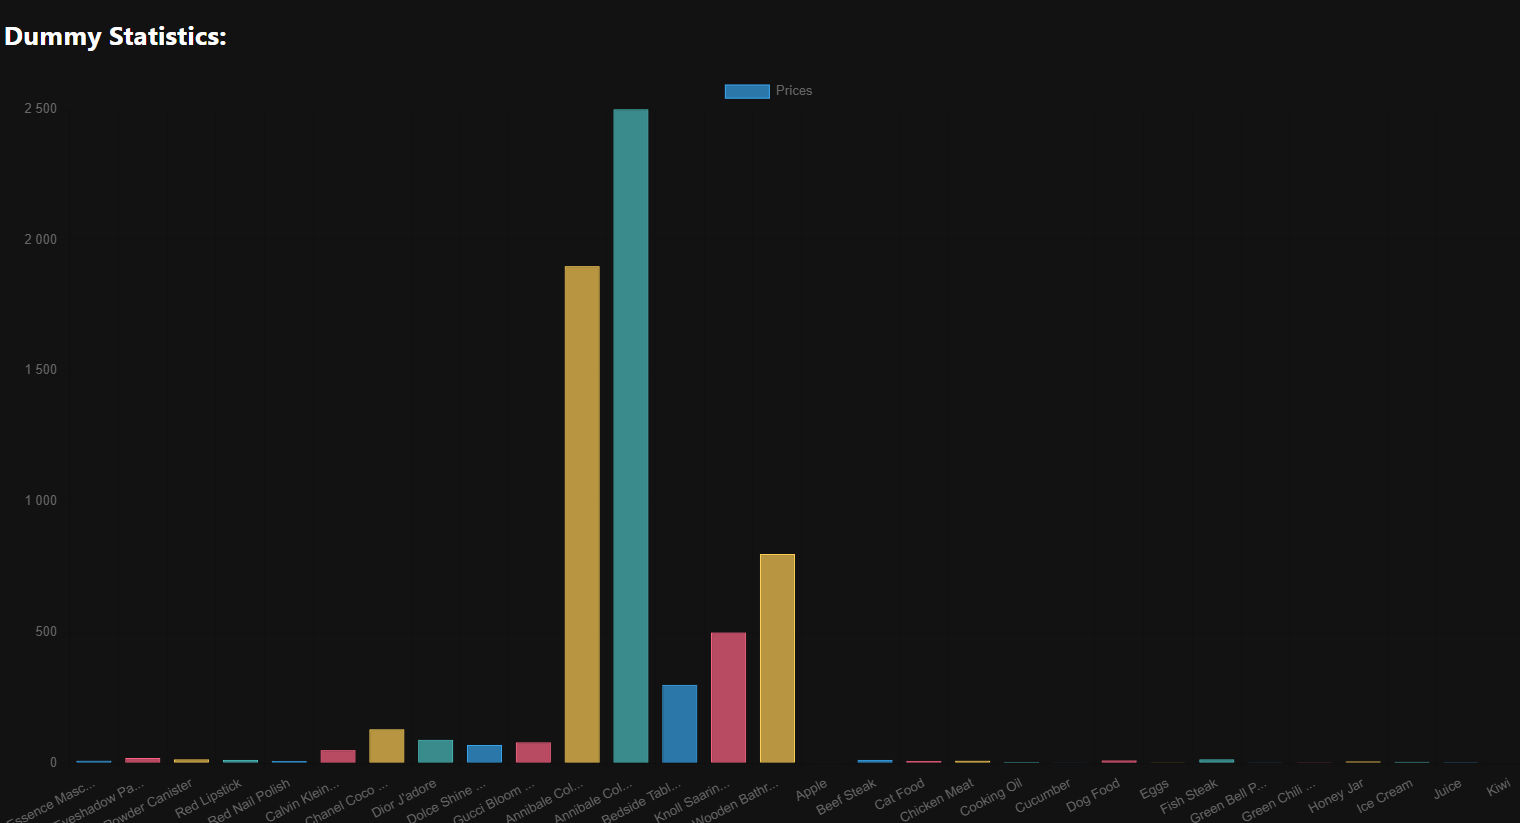 Dummy Statistics:
Prices
2 500
2 000
1 500
1 000
500
0
Essence Masc...
Eyeshadow Pa...
Powder Canister
Red Lipstick
Red Nail Polish
Calvin Klein...
Chanel Coco ...
Dior J'adore
Dolce Shine ...
Gucci Bloom ...
Annibale Col...
Annibale Col...
Bedside Tabl...
Knoll Saarin...
Wooden Bathr...
Apple
Beef Steak
Cat Food
Chicken Meat
Cooking Oil
Cucumber
Dog Food
Eggs
Fish Steak
Green Bell P...
Green Chili ...
Honey Jar
Ice Cream
Juice
Kiwi